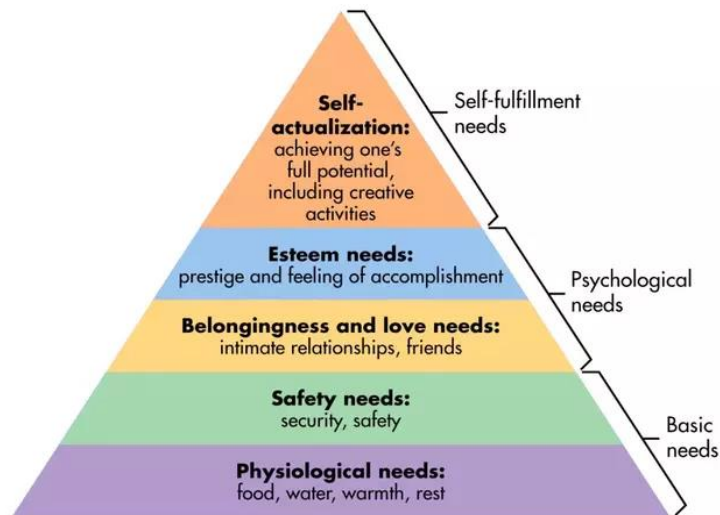 Self-
actualization:
achieving one's
full potential,
including creative
activities
Self-fulfillment
needs
Esteem needs:
prestige and feeling of accomplishment
Psychological
needs
Belongingness and love needs:
intimate relationships, friends
Safety needs:
security, safety
Basic
needs
Physiological needs:
food, water, warmth, rest